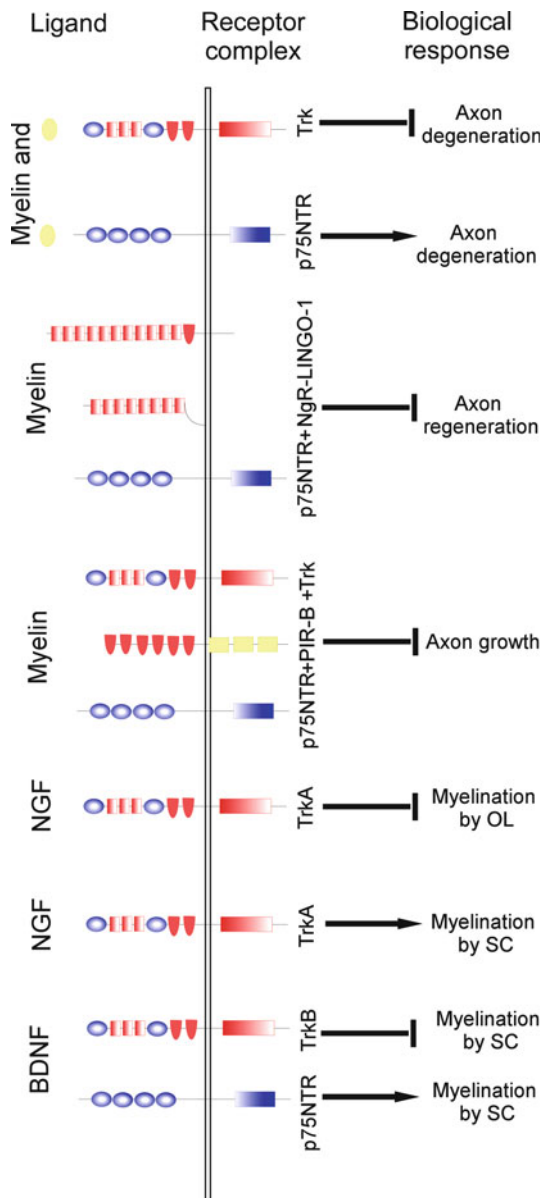 Ligand
Receptor
complex
Biological
response
Myelin and
Trk
Axon
degeneration
p75NTR
Axon
degeneration
Myelin
p75NTR+NgR-LINGO-1
Axon
regeneration
Myelin
p75NTR+PIR-B +Trk
Axon growth
NGF
TrkA
Myelination
by OL
NGF
TrkA
Myelination
by SC
BDNF
TrkB
Myelination
by SC
p75NTR
Myelination
by SC